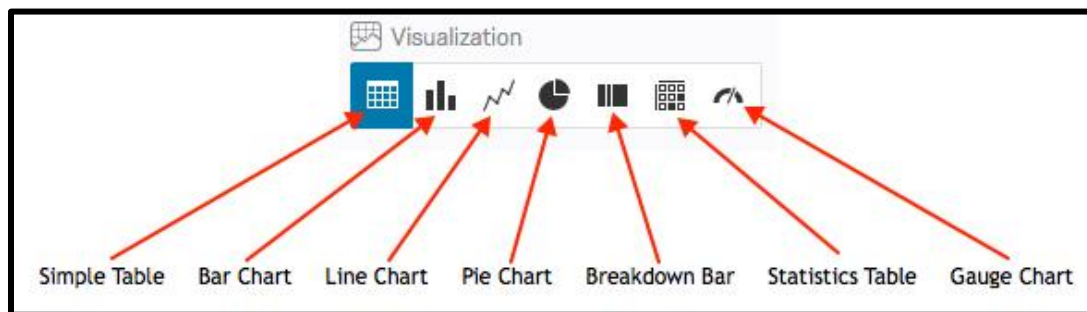 Visualization
Simple Table Bar Chart Line Chart Pie Chart Breakdown Bar Statistics Table Gauge Chart